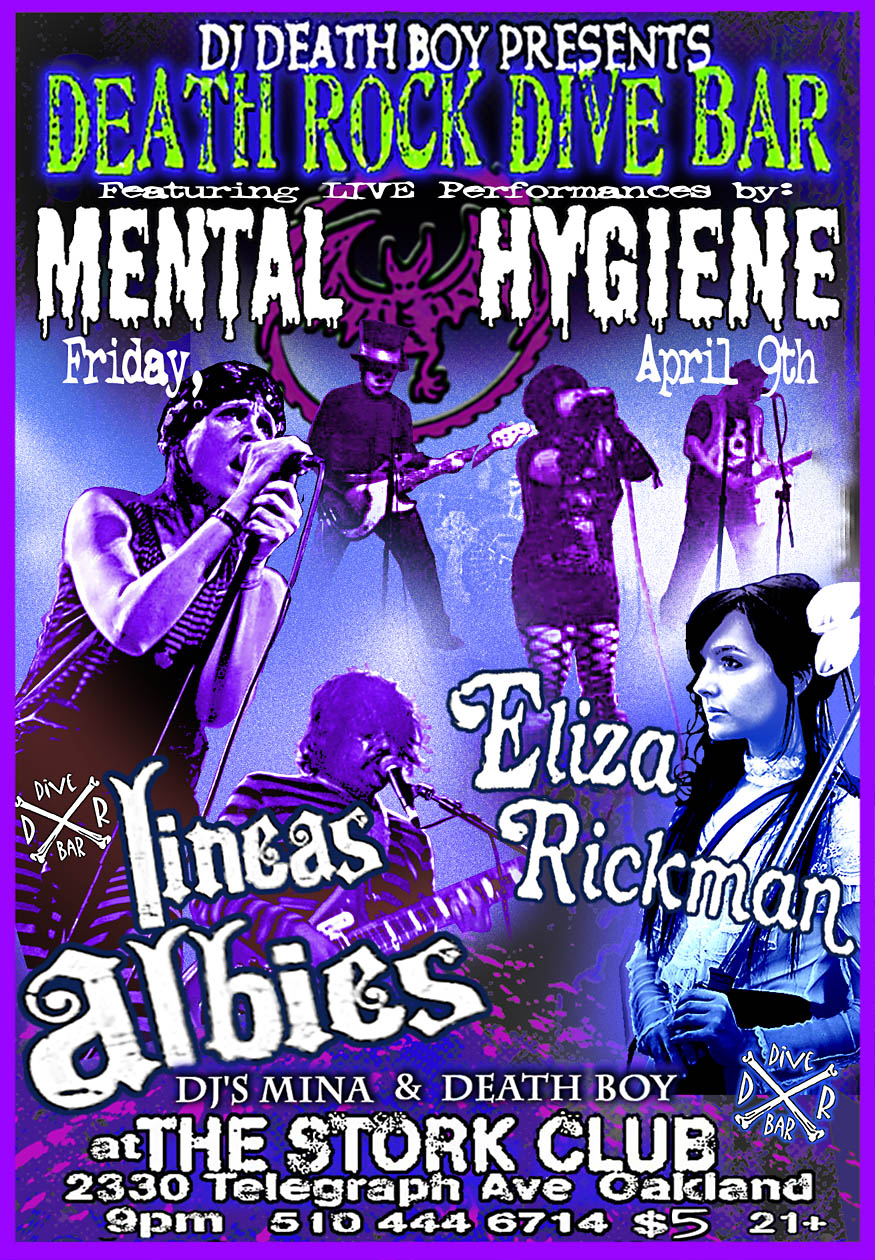 DJ DEATH BOY PRESENTS
DEATH ROCK DIVE BAR
Featuring LIVE Performances by:
MENTAL HYGIENE
Friday, April 9th
Eliza
Rickman
DIVE
D R
BAR
lineas
albies
DJ'S MINA & DEATH BOY
DIVE
D R
BAR
at THE STORK CLUB
2330 Telegraph Ave Oakland
9pm 510 444 6714 $5 21+